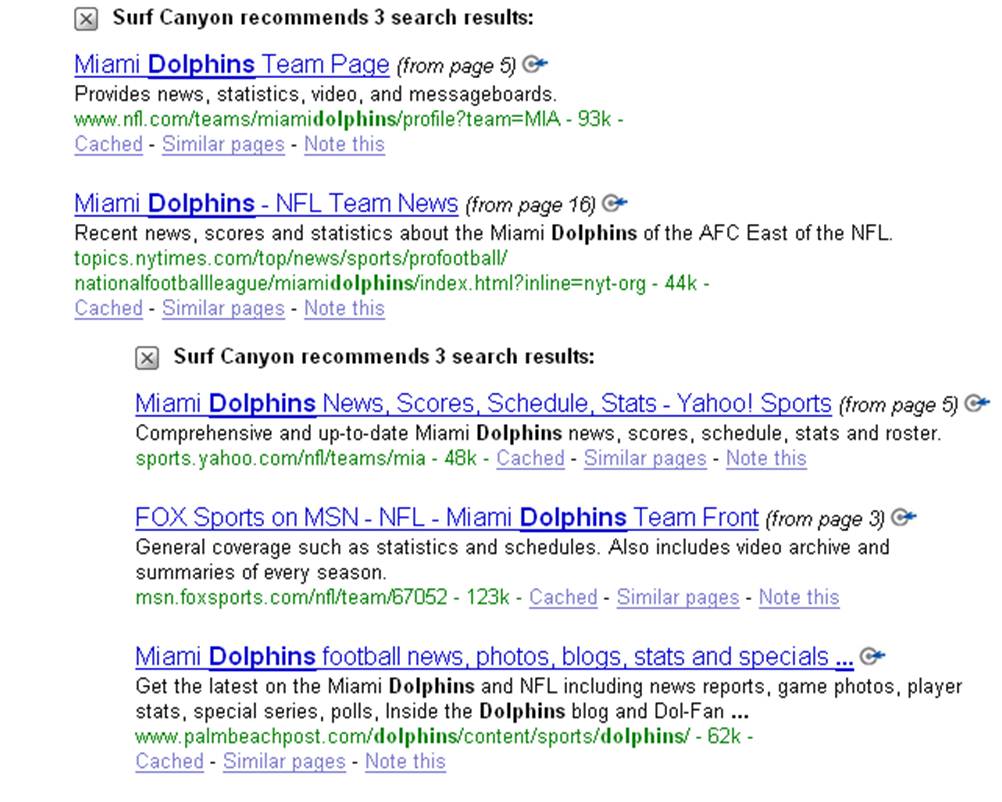 Surf Canyon recommends 3 search results:
Miami Dolphins Team Page (from page 5)
Provides news, statistics, video, and messageboards.
www.nfl.com/teams/miamidolphins/profile?team=MIA - 93k -
Cached - Similar pages - Note this
Miami Dolphins - NFL Team News (from page 16)
Recent news, scores and statistics about the Miami Dolphins of the AFC East of the NFL.
topics.nytimes.com/top/news/sports/profootball/
nationalfootballleague/miamidolphins/index.html?inline=nyt-org - 44k -
Cached - Similar pages - Note this
Surf Canyon recommends 3 search results:
Miami Dolphins News, Scores, Schedule, Stats - Yahoo! Sports (from page 5)
Comprehensive and up-to-date Miami Dolphins news, scores, schedule, stats and roster.
sports.yahoo.com/nfl/teams/mia - 48k - Cached - Similar pages - Note this
FOX Sports on MSN - NFL - Miami Dolphins Team Front (from page 3)
General coverage such as statistics and schedules. Also includes video archive and
summaries of every season.
msn.foxsports.com/nfl/team/67052 - 123k - Cached - Similar pages - Note this
Miami Dolphins football news, photos, blogs, stats and specials ...
Get the latest on the Miami Dolphins and NFL including news reports, game photos, player
stats, special series, polls, Inside the Dolphins blog and Dol-Fan ...
www.palmbeachpost.com/dolphins/content/sports/dolphins/ - 62k -
Cached - Similar pages - Note this